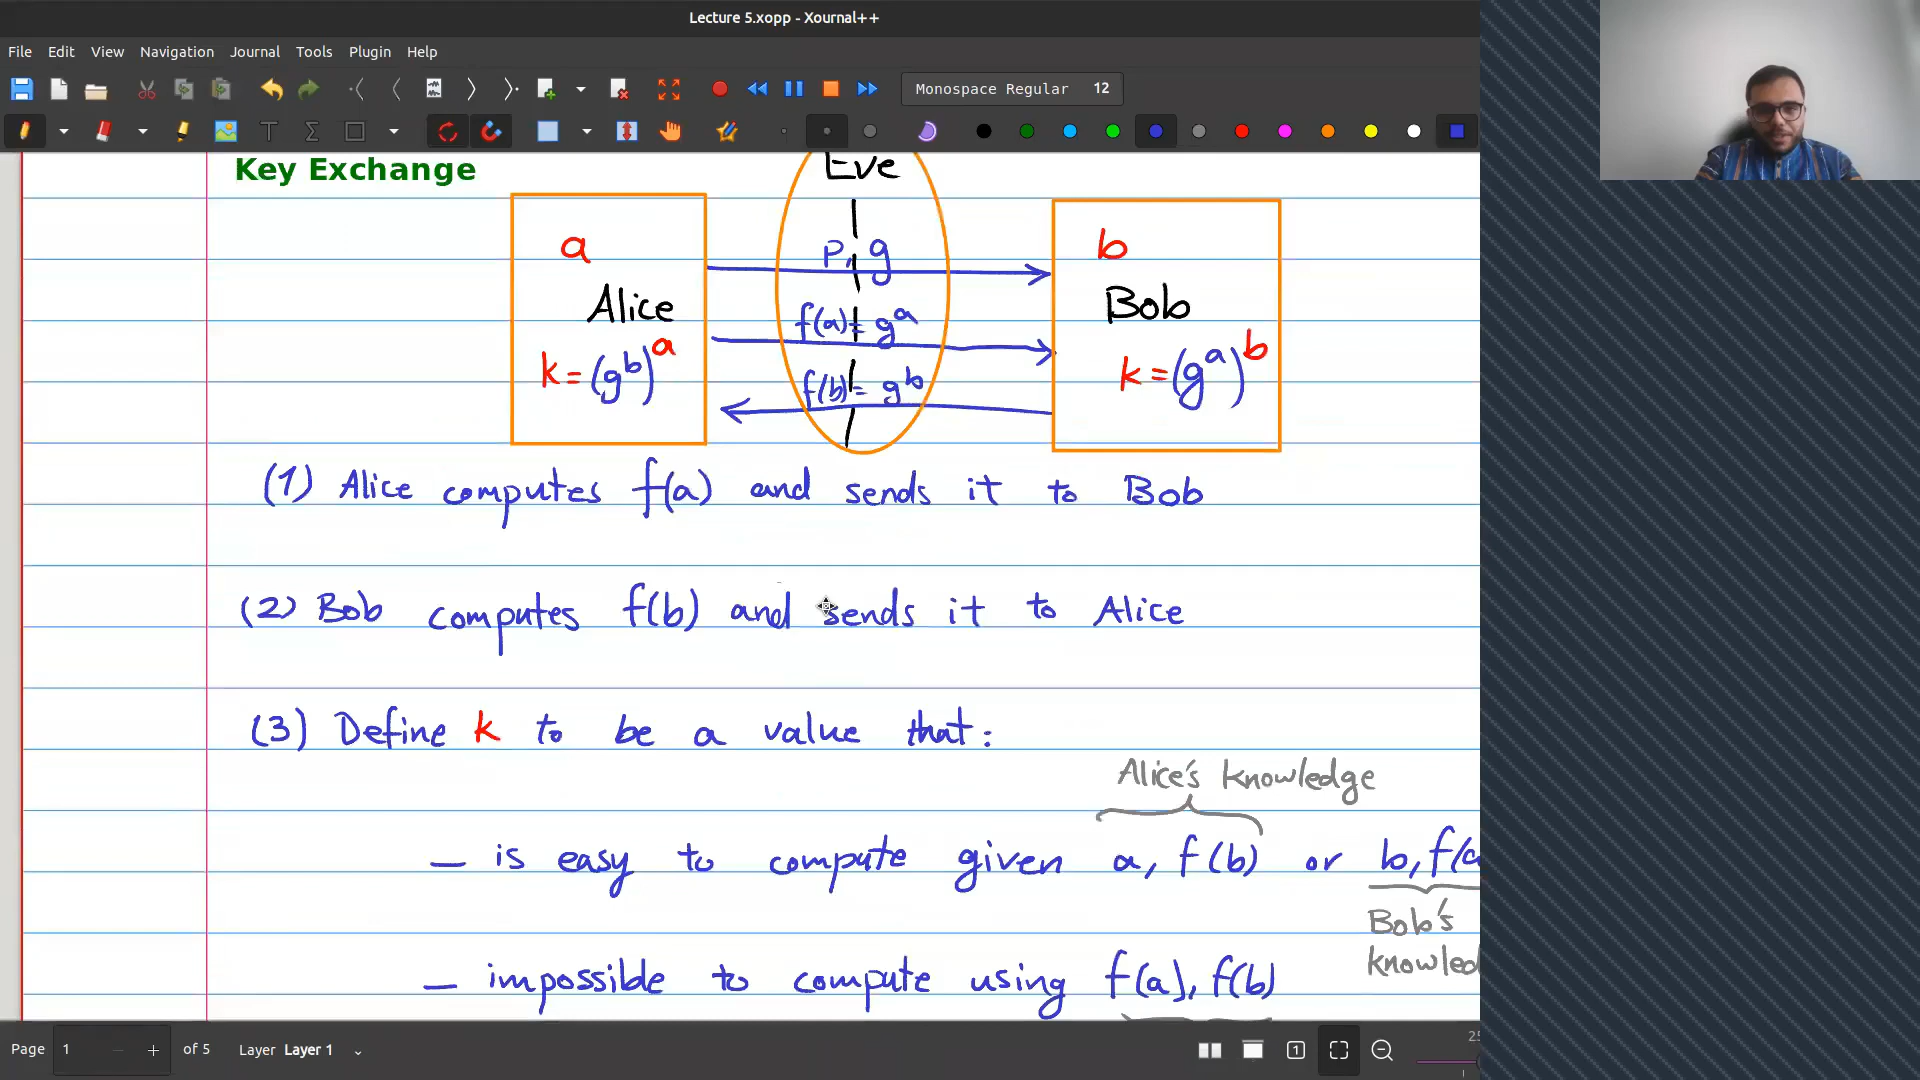 Lecture 5.xopp - Xournal++
File Edit View Navigation Journal Tools Plugin Help
Monospace Regular 12
Key Exchange
Eve
a
p, g
b
Alice
f(a) = g^a
Bob
k = (g^b)^a
f(b) = g^b
k = (g^a)^b
(1) Alice computes f(a) and sends it to Bob
(2) Bob computes f(b) and sends it to Alice
(3) Define k to be a value that:
Alice's knowledge
— is easy to compute given a, f(b) or b, f(a
Bob's
knowled
— impossible to compute using f(a), f(b)
Page 1 of 5 Layer Layer 1